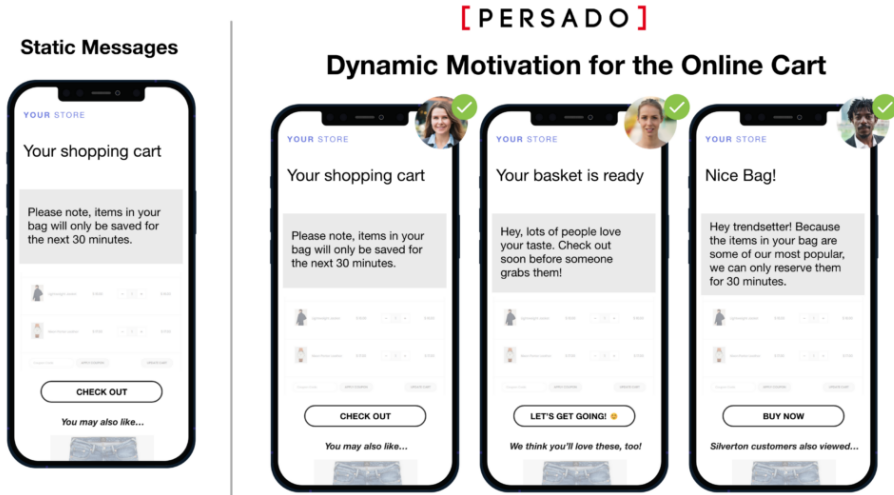 [PERSADO]
Static Messages
Dynamic Motivation for the Online Cart
YOUR STORE
Your shopping cart
Please note, items in your
bag will only be saved for
the next 30 minutes.
CHECK OUT
You may also like...
YOUR STORE
Your shopping cart
Please note, items in your
bag will only be saved for
the next 30 minutes.
CHECK OUT
You may also like...
YOUR STORE
Your basket is ready
Hey, lots of people love
your taste. Check out
soon before someone
grabs them!
LET'S GET GOING! 😊
We think you'll love these, too!
YOUR STORE
Nice Bag!
Hey trendsetter! Because
the items in your bag are
some of our most popular,
we can only reserve them
for 30 minutes.
BUY NOW
Silverton customers also viewed...